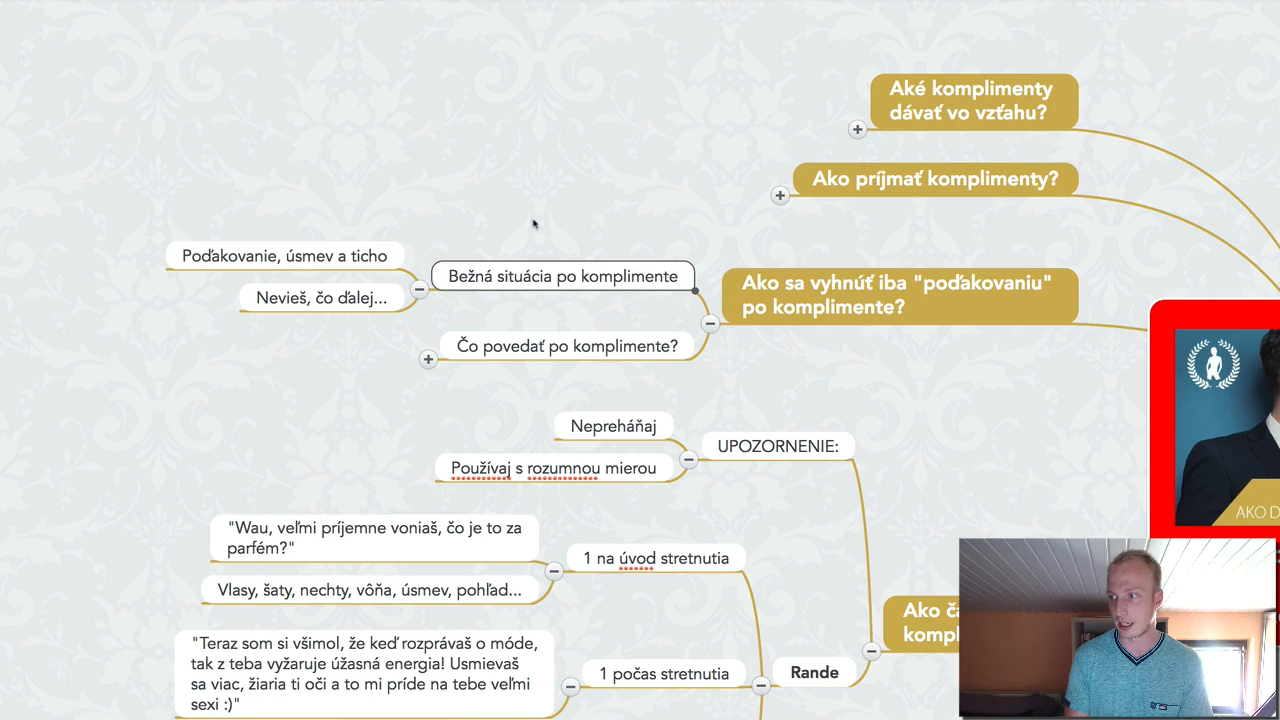 Aké komplimenty
dávať vo vzťahu?
Ako príjmať komplimenty?
Poďakovanie, úsmev a ticho
Nevieš, čo ďalej...
Bežná situácia po komplimente
Čo povedať po komplimente?
Ako sa vyhnúť iba "poďakovaniu"
po komplimente?
Nepreháňaj
Používaj s rozumnou mierou
UPOZORNENIE:
"Wau, veľmi príjemne voniaš, čo je to za
parfém?"
Vlasy, šaty, nechty, vôňa, úsmev, pohľad...
1 na úvod stretnutia
"Teraz som si všimol, že keď rozprávaš o móde,
tak z teba vyžaruje úžasná energia! Usmievaš
sa viac, žiaria ti oči a to mi príde na tebe veľmi
sexi :)"
1 počas stretnutia
Rande
Ako
AKO